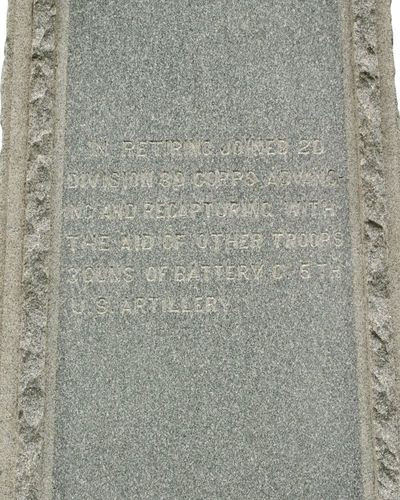 IN RETIRING JOINED 2D
DIVISION 3D CORPS ADVANC-
ING AND RECAPTURING WITH
THE AID OF OTHER TROOPS
3 GUNS OF BATTERY C 5TH
U.S. ARTILLERY